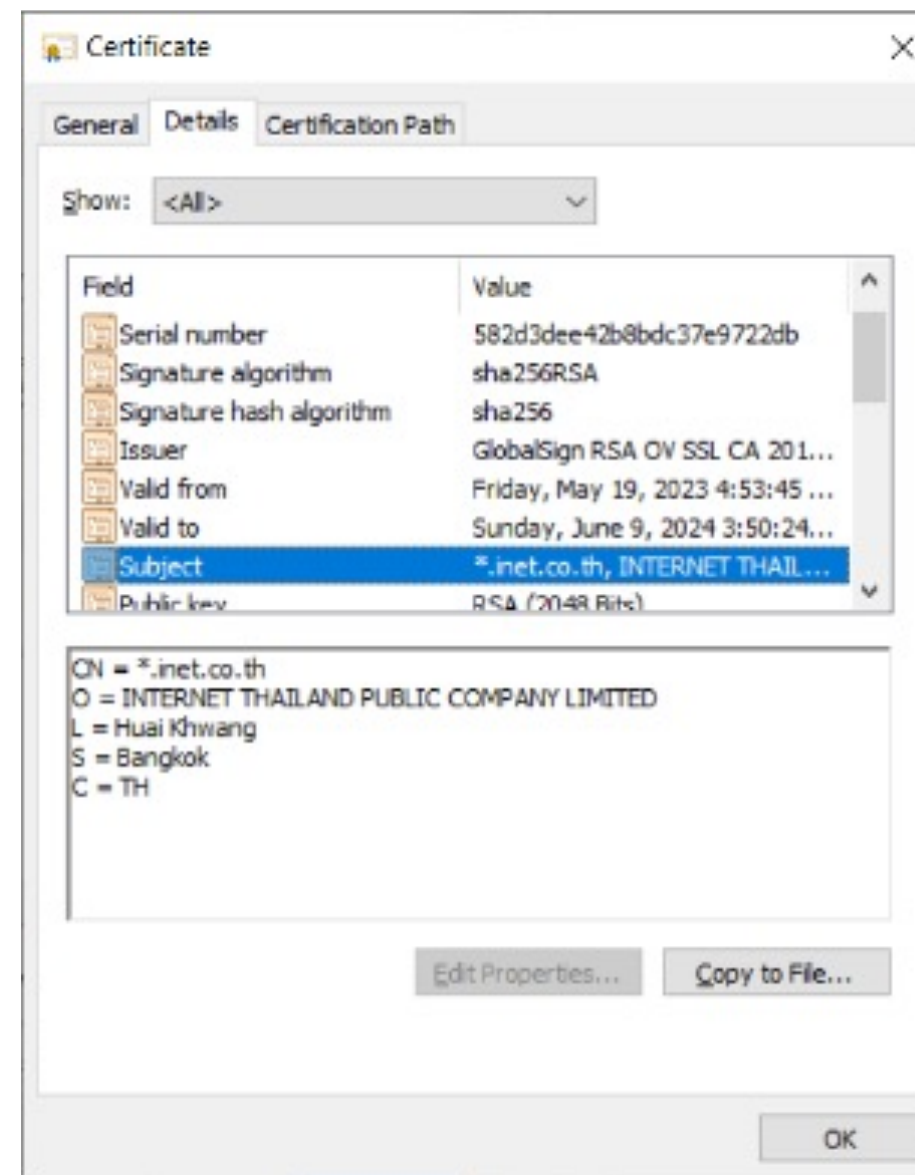 Certificate
General Details Certification Path
Show: <All>
Field Value
Serial number 582d3dee42b8bdc37e9722db
Signature algorithm sha256RSA
Signature hash algorithm sha256
Issuer GlobalSign RSA OV SSL CA 201...
Valid from Friday, May 19, 2023 4:53:45 ...
Valid to Sunday, June 9, 2024 3:50:24...
Subject *.inet.co.th, INTERNET THAIL...
Public key RSA (2048 Bits)
CN = *.inet.co.th
O = INTERNET THAILAND PUBLIC COMPANY LIMITED
L = Huai Khwang
S = Bangkok
C = TH
Edit Properties... Copy to File...
OK